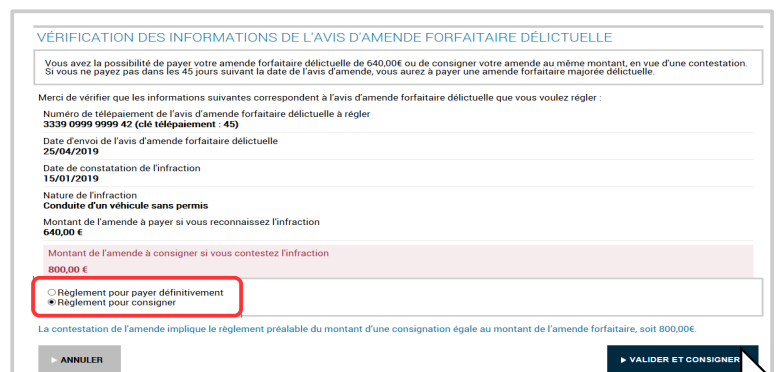 VÉRIFICATION DES INFORMATIONS DE L'AVIS D'AMENDE FORFAITAIRE DÉLICTUELLE
Vous avez la possibilité de payer votre amende forfaitaire délictuelle de 640,00€ ou de consigner votre amende au même montant, en vue d'une contestation.
Si vous ne payez pas dans les 45 jours suivant la date de l'avis d'amende, vous aurez à payer une amende forfaitaire majorée délictuelle.
Merci de vérifier que les informations suivantes correspondent à l'avis d'amende forfaitaire délictuelle que vous voulez régler :
Numéro de télépaiement de l'avis d'amende forfaitaire délictuelle à régler
3339 0999 9999 42 (clé télépaiement : 45)
Date d'envoi de l'avis d'amende forfaitaire délictuelle
25/04/2019
Date de constatation de l'infraction
15/01/2019
Nature de l'infraction
Conduite d'un véhicule sans permis
Montant de l'amende à payer si vous reconnaissez l'infraction
640,00 €
Montant de l'amende à consigner si vous contestez l'infraction
800,00 €
Règlement pour payer définitivement
Règlement pour consigner
La contestation de l'amende implique le règlement préalable du montant d'une consignation égale au montant de l'amende forfaitaire, soit 800,00€.
ANNULER
VALIDER ET CONSIGNER